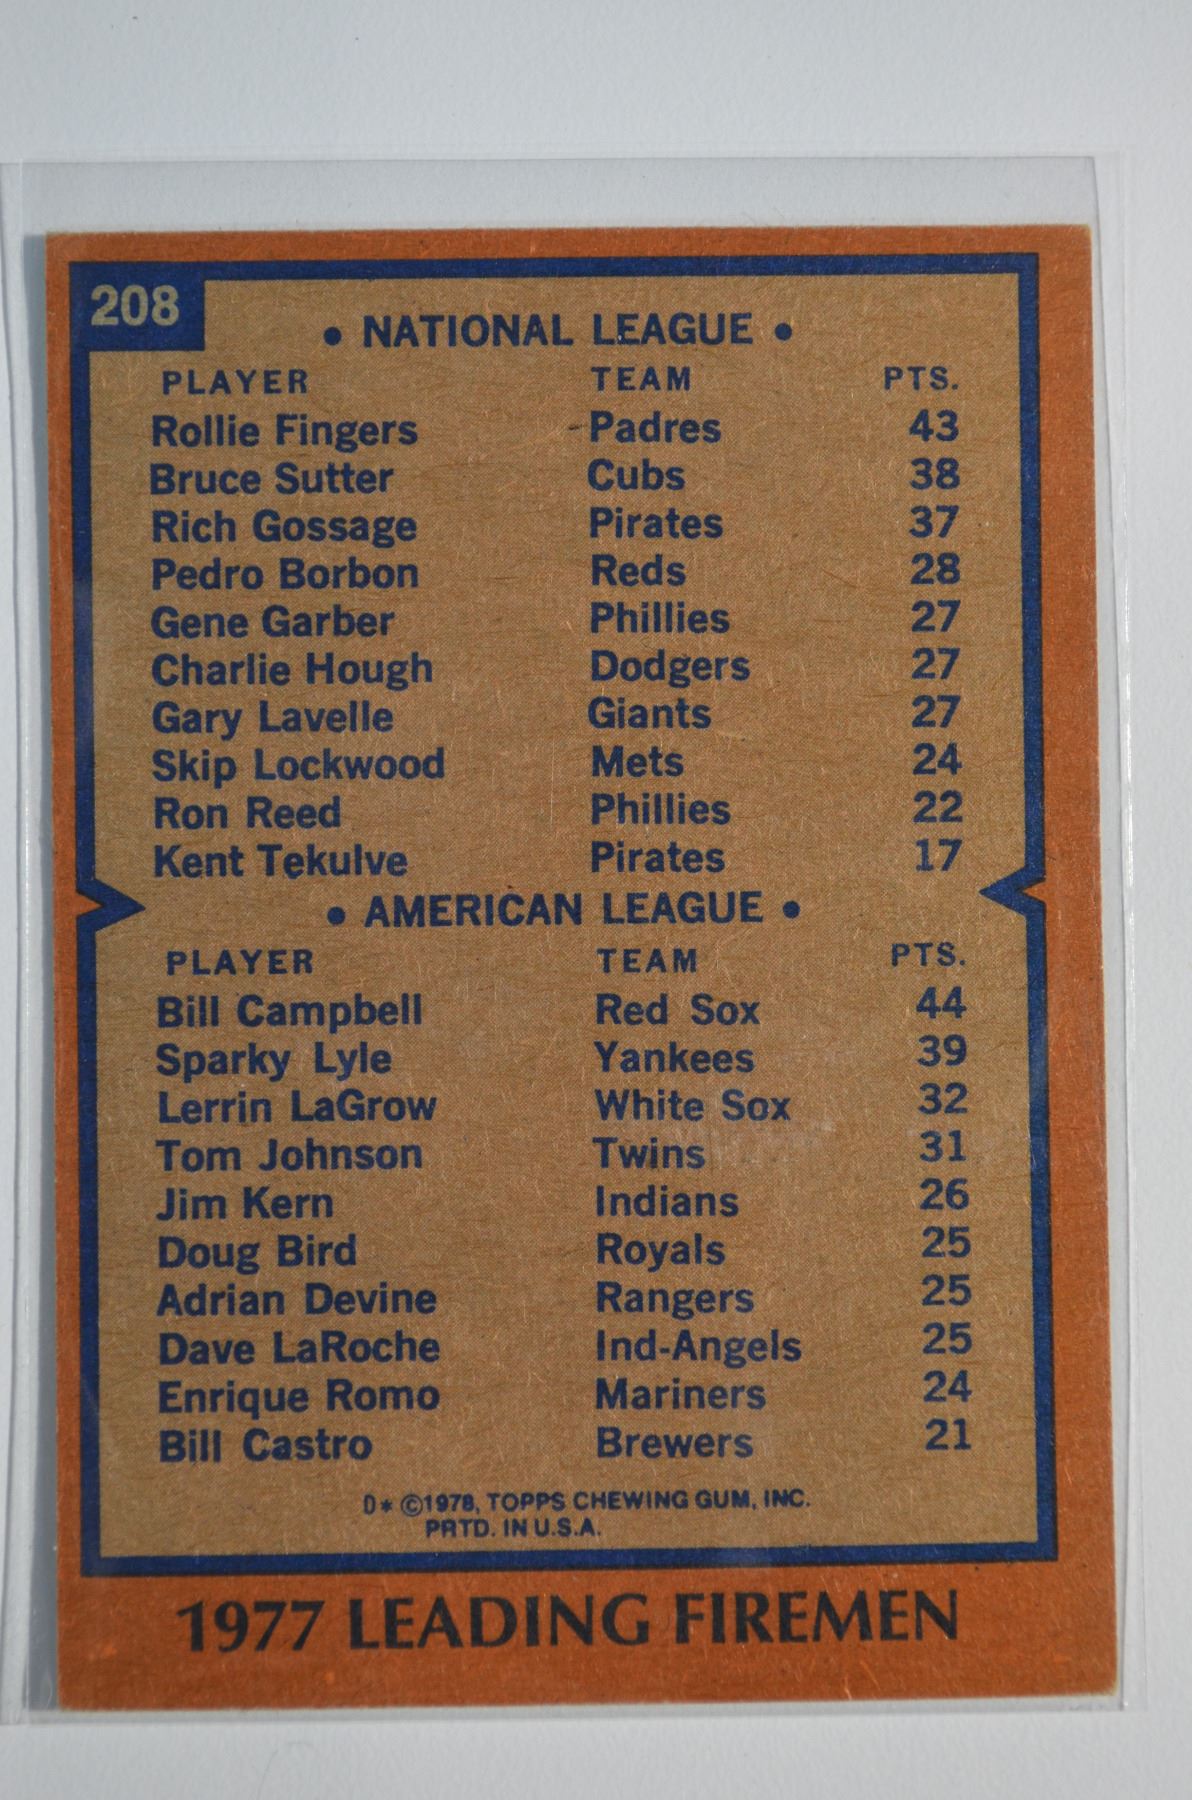 208
• NATIONAL LEAGUE •
PLAYER TEAM PTS.
Rollie Fingers Padres 43
Bruce Sutter Cubs 38
Rich Gossage Pirates 37
Pedro Borbon Reds 28
Gene Garber Phillies 27
Charlie Hough Dodgers 27
Gary Lavelle Giants 27
Skip Lockwood Mets 24
Ron Reed Phillies 22
Kent Tekulve Pirates 17
• AMERICAN LEAGUE •
PLAYER TEAM PTS.
Bill Campbell Red Sox 44
Sparky Lyle Yankees 39
Lerrin LaGrow White Sox 32
Tom Johnson Twins 31
Jim Kern Indians 26
Doug Bird Royals 25
Adrian Devine Rangers 25
Dave LaRoche Ind-Angels 25
Enrique Romo Mariners 24
Bill Castro Brewers 21
D* ©1978, TOPPS CHEWING GUM, INC.
PRTD. IN U.S.A.
1977 LEADING FIREMEN